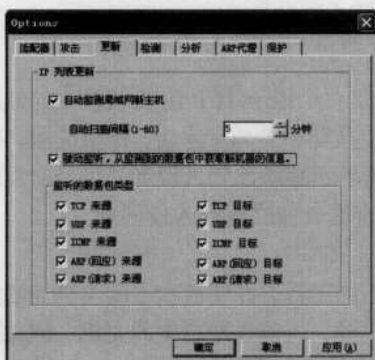 Options
适配器 攻击 更新 检测 分析 ARP代理 保护
IP 列表更新
自动监测局域网新主机
自动扫描间隔(1-60) 5 分钟
被动监听,从监测到的数据包中获取新机器的信息。
监听的数据包类型
TCP 来源 TCP 目标
UDP 来源 UDP 目标
ICMP 来源 ICMP 目标
ARP(回应) 来源 ARP(回应) 目标
ARP(请求) 来源 ARP(请求) 目标
确定 取消 应用(A)